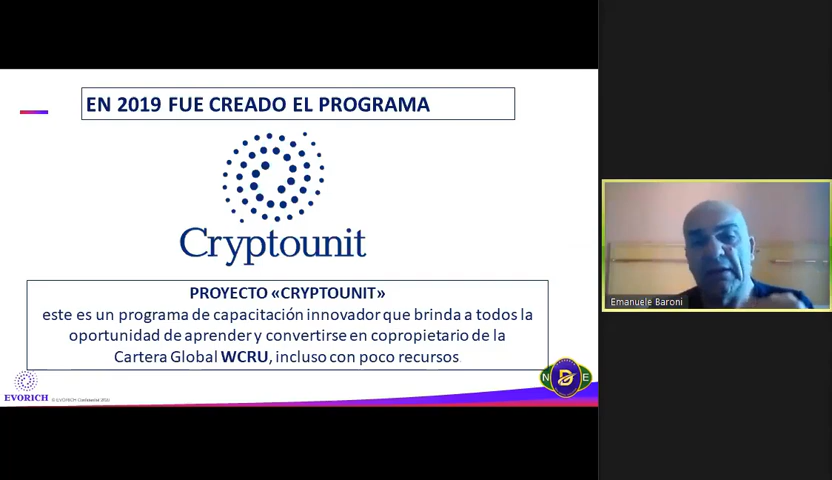 EN 2019 FUE CREADO EL PROGRAMA
Cryptounit
PROYECTO «CRYPTOUNIT»
este es un programa de capacitación innovador que brinda a todos la
oportunidad de aprender y convertirse en copropietario de la
Cartera Global WCRU, incluso con poco recursos
Emanuele Baroni
N D E
EVORICH